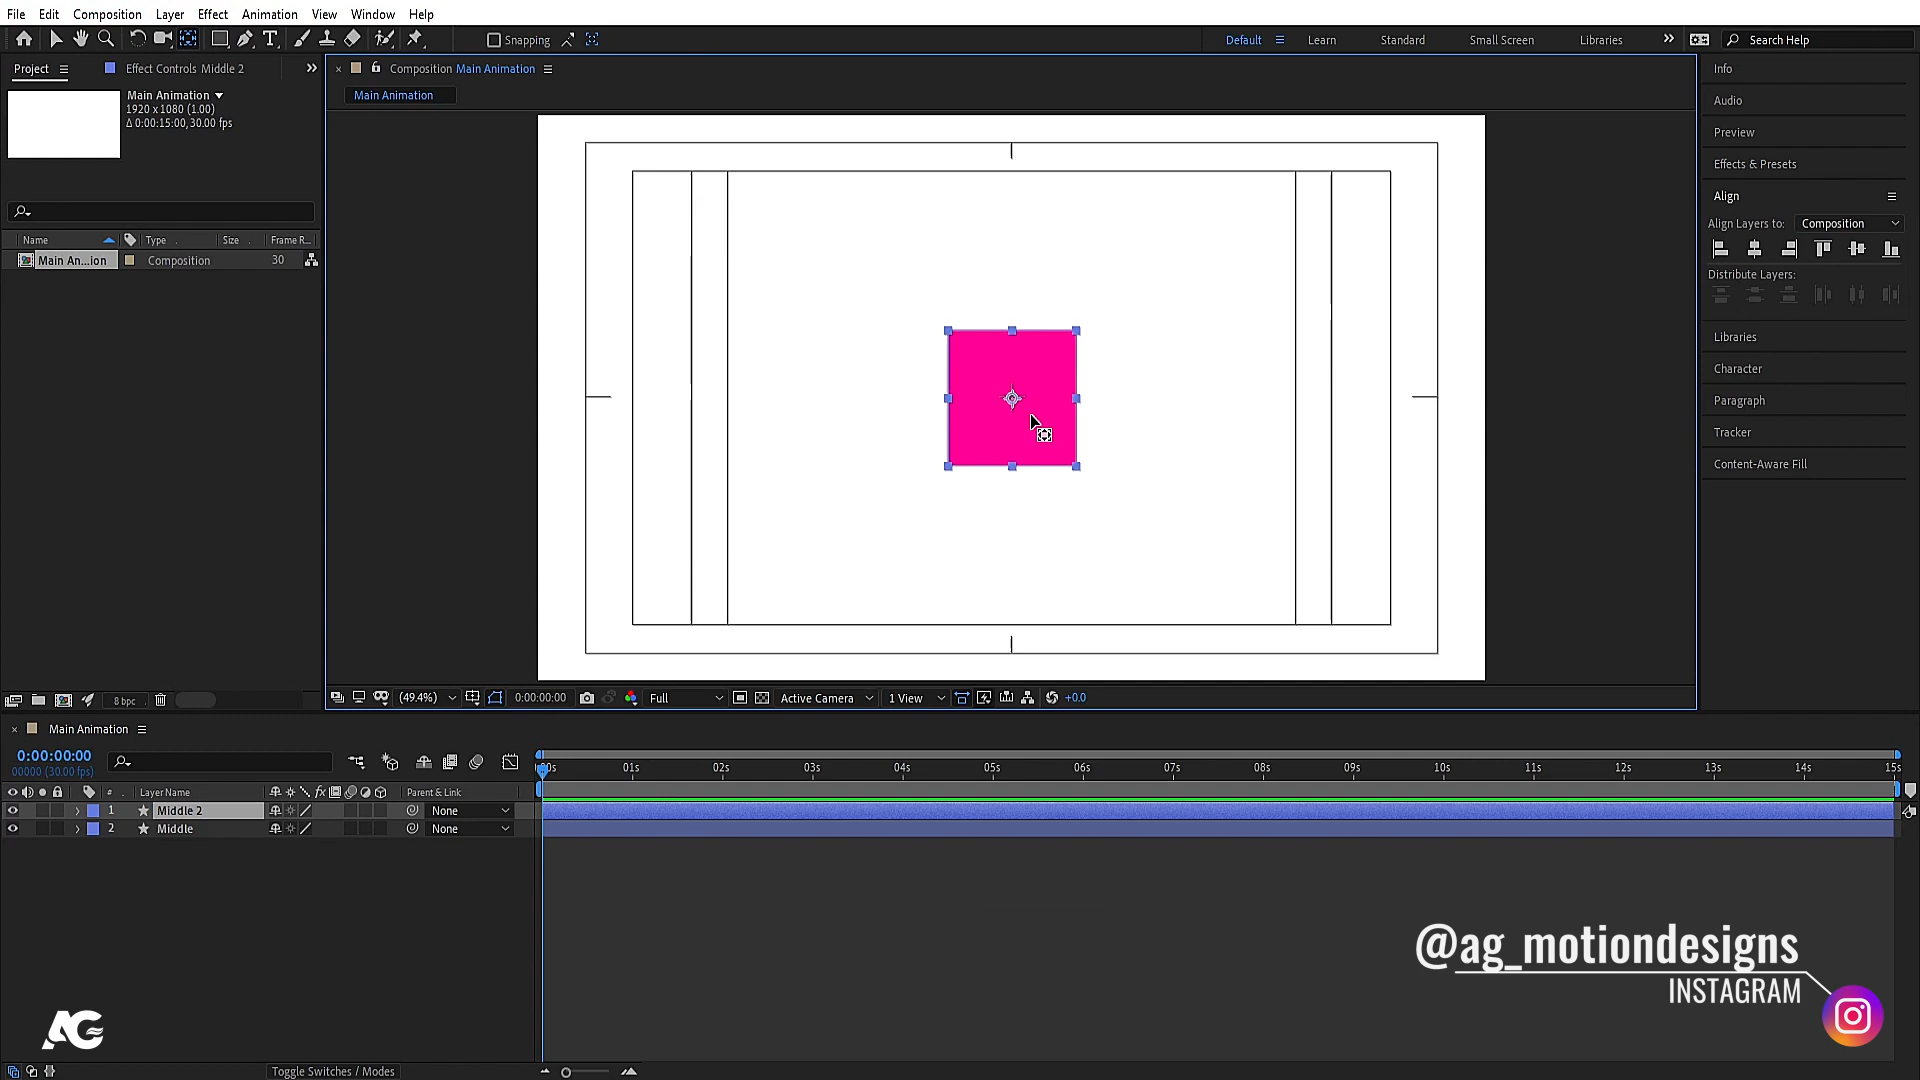 File Edit Composition Layer Effect Animation View Window Help
Snapping
Default Learn Standard Small Screen Libraries Search Help
Project Effect Controls Middle 2
Composition Main Animation
Main Animation
Main Animation
1920 x 1080 (1.00)
Δ 0:00:15:00, 30.00 fps
Name Type Size Frame R...
Main An...ion Composition 30
Info
Audio
Preview
Effects & Presets
Align
Align Layers to: Composition
Distribute Layers:
Libraries
Character
Paragraph
Tracker
Content-Aware Fill
8 bpc
(49.4%) 0:00:00:00 Full Active Camera 1 View +0.0
Main Animation
0:00:00:00
00000 (30.00 fps)
00s 01s 02s 03s 04s 05s 06s 07s 08s 09s 10s 11s 12s 13s 14s 15s
# Layer Name fx Parent & Link
1 Middle 2 None
2 Middle None
@ag_motiondesigns
INSTAGRAM
AG
Toggle Switches / Modes